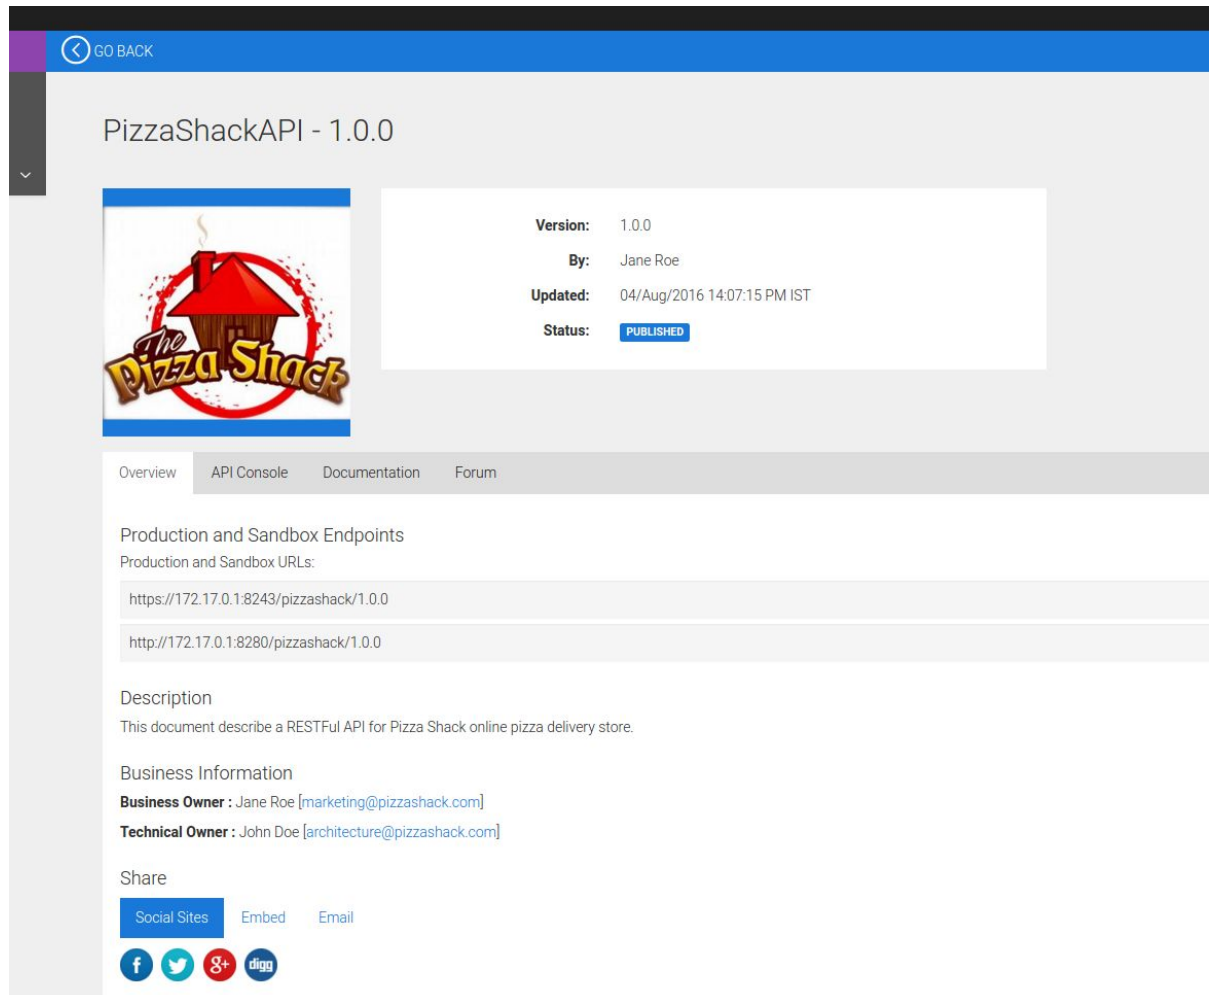 GO BACK
PizzaShackAPI - 1.0.0
The
Pizza Shack
Version: 1.0.0
By: Jane Roe
Updated: 04/Aug/2016 14:07:15 PM IST
Status: PUBLISHED
Overview API Console Documentation Forum
Production and Sandbox Endpoints
Production and Sandbox URLs:
https://172.17.0.1:8243/pizzashack/1.0.0
http://172.17.0.1:8280/pizzashack/1.0.0
Description
This document describe a RESTFul API for Pizza Shack online pizza delivery store.
Business Information
Business Owner : Jane Roe [marketing@pizzashack.com]
Technical Owner : John Doe [architecture@pizzashack.com]
Share
Social Sites Embed Email
f 8+ digg